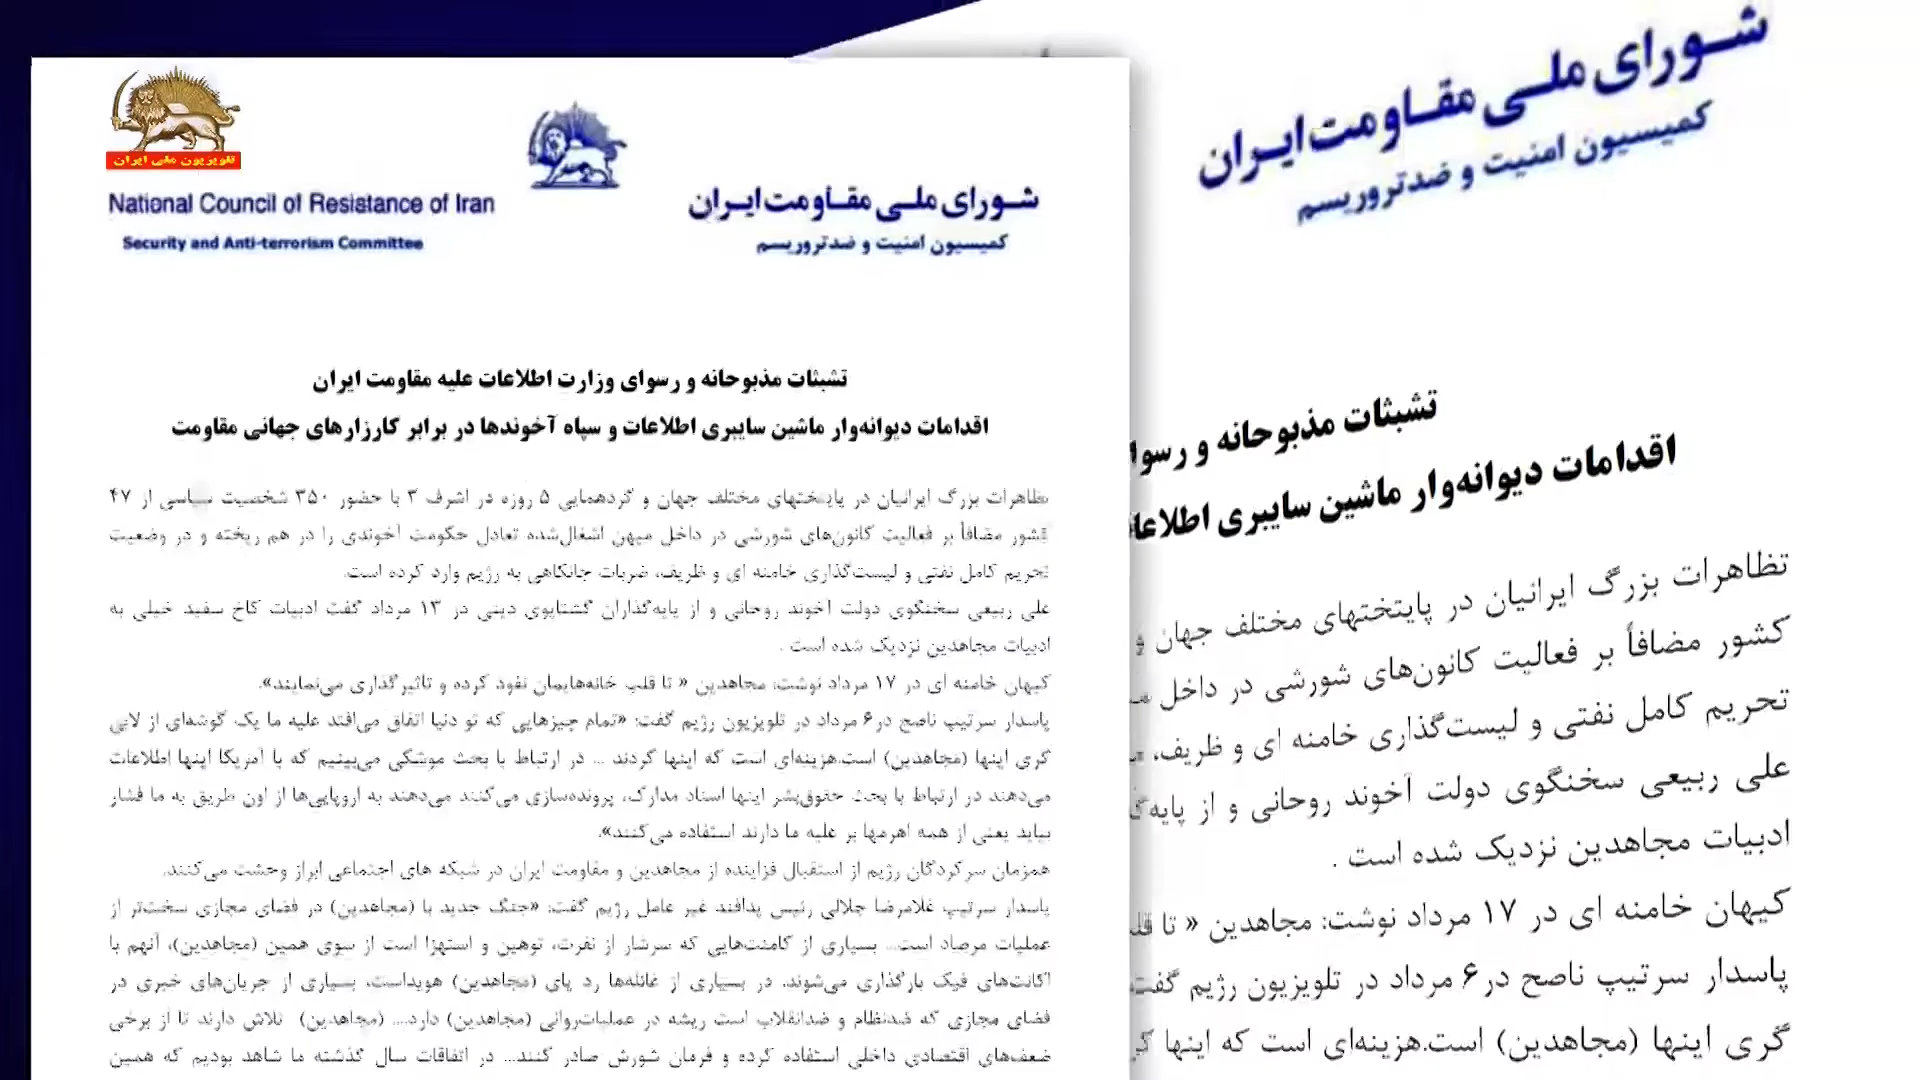 تلویزیون ملی ایران
National Council of Resistance of Iran
Security and Anti-terrorism Committee
شورای ملی مقاومت ایران
کمیسیون امنیت و ضدتروریسم
تشبثات مذبوحانه و رسوای وزارت اطلاعات علیه مقاومت ایران
اقدامات دیوانه‌وار ماشین سایبری اطلاعات و سپاه آخوندها در برابر کارزارهای جهانی مقاومت
تظاهرات بزرگ ایرانیان در پایتختهای مختلف جهان و گردهمایی ۵ روزه در اشرف ۳ با حضور ۳۵۰ شخصیت سیاسی از ۴۷
کشور مضافاً بر فعالیت کانون‌های شورشی در داخل میهن اشغال‌شده تعادل حکومت آخوندی را در هم ریخته و در وضعیت
تحریم کامل نفتی و لیست‌گذاری خامنه ای و ظریف، ضربات جانکاهی به رژیم وارد کرده است.
علی ربیعی سخنگوی دولت آخوند روحانی و از پایه‌گذاران گشتاپوی دینی در ۱۳ مرداد گفت ادبیات کاخ سفید خیلی به
ادبیات مجاهدین نزدیک شده است .
کیهان خامنه ای در ۱۷ مرداد نوشت: مجاهدین « تا قلب خانه‌هایمان نفوذ کرده و تاثیرگذاری می‌نمایند».
پاسدار سرتیپ ناصح در۶ مرداد در تلویزیون رژیم گفت: «تمام چیزهایی که تو دنیا اتفاق می‌افتد علیه ما یک گوشه‌ای از لابی
گری اینها (مجاهدین) است.هزینه‌ای است که اینها کردند ... در ارتباط با بحث موشکی می‌بینیم که با آمریکا اینها اطلاعات
می‌دهند در ارتباط با بحث حقوق‌بشر اینها اسناد مدارک، پرونده‌سازی می‌کنند می‌دهند به اروپایی‌ها از اون طریق به ما فشار
بیاید یعنی از همه اهرمها بر علیه ما دارند استفاده می‌کنند».
همزمان سرکردگان رژیم از استقبال فزاینده از مجاهدین و مقاومت ایران در شبکه های اجتماعی ابراز وحشت می‌کنند.
پاسدار سرتیپ غلامرضا جلالی رئیس پدافند غیر عامل رژیم گفت: «جنگ جدید با (مجاهدین) در فضای مجازی سخت‌تر از
عملیات مرصاد است... بسیاری از کامنت‌هایی که سرشار از نفرت، توهین و استهزا است از سوی همین (مجاهدین)، آنهم با
اکانت‌های فیک بارگذاری می‌شوند. در بسیاری از غائله‌ها رد پای (مجاهدین) هویداست، بسیاری از جریان‌های خبری در
فضای مجازی که ضدنظام و ضدانقلاب است ریشه در عملیات‌روانی (مجاهدین) دارد... (مجاهدین) تلاش دارند تا از برخی
ضعف‌های اقتصادی داخلی استفاده کرده و فرمان شورش صادر کنند... در اتفاقات سال گذشته ما شاهد بودیم که همین
شورای ملی مقاومت ایران
کمیسیون امنیت و ضدتروریسم
تشبثات مذبوحانه و رسوا
اقدامات دیوانه‌وار ماشین سایبری اطلاعا
تظاهرات بزرگ ایرانیان در پایتختهای مختلف جهان و
کشور مضافاً بر فعالیت کانون‌های شورشی در داخل
تحریم کامل نفتی و لیست‌گذاری خامنه ای و ظریف،
علی ربیعی سخنگوی دولت آخوند روحانی و از پایه‌گ
ادبیات مجاهدین نزدیک شده است .
کیهان خامنه ای در ۱۷ مرداد نوشت: مجاهدین « تا قل
پاسدار سرتیپ ناصح در۶ مرداد در تلویزیون رژیم گفت
گری اینها (مجاهدین) است.هزینه‌ای است که اینها